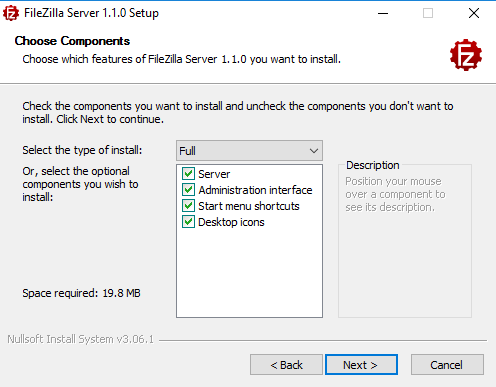 FileZilla Server 1.1.0 Setup
Choose Components
Choose which features of FileZilla Server 1.1.0 you want to install.
Fz
Check the components you want to install and uncheck the components you don't want to
install. Click Next to continue.
Select the type of install:
Full
Or, select the optional
components you wish to
install:
Server
Administration interface
Start menu shortcuts
Desktop icons
Description
Position your mouse
over a component to
see its description.
Space required: 19.8 MB
Nullsoft Install System v3.06.1
< Back
Next >
Cancel